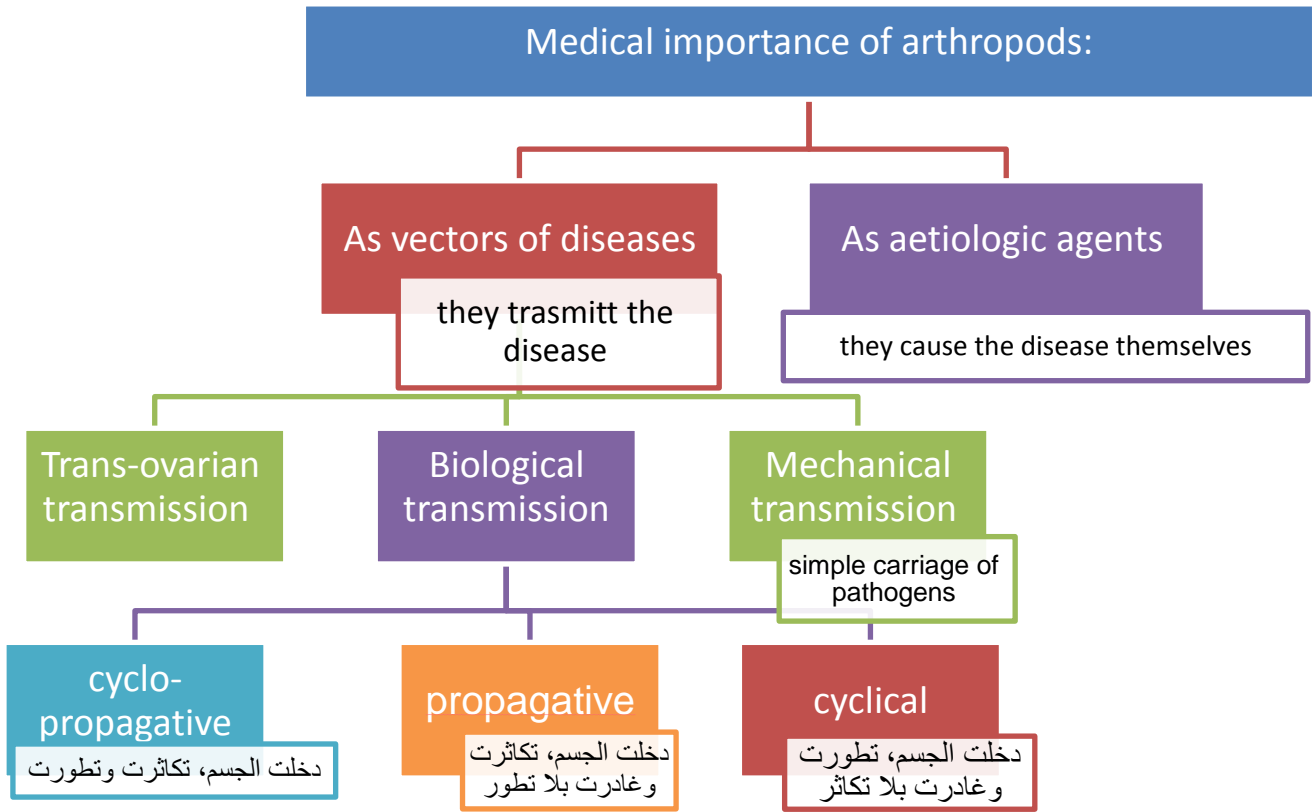 Medical importance of arthropods:
As vectors of diseases
they trasmitt the
disease
As aetiologic agents
they cause the disease themselves
Trans-ovarian
transmission
Biological
transmission
Mechanical
transmission
simple carriage of
pathogens
cyclo-
propagative
دخلت الجسم، تكاثرت وتطورت
propagative
دخلت الجسم، تكاثرت
وغادرت بلا تطور
cyclical
دخلت الجسم، تطورت
وغادرت بلا تكاثر